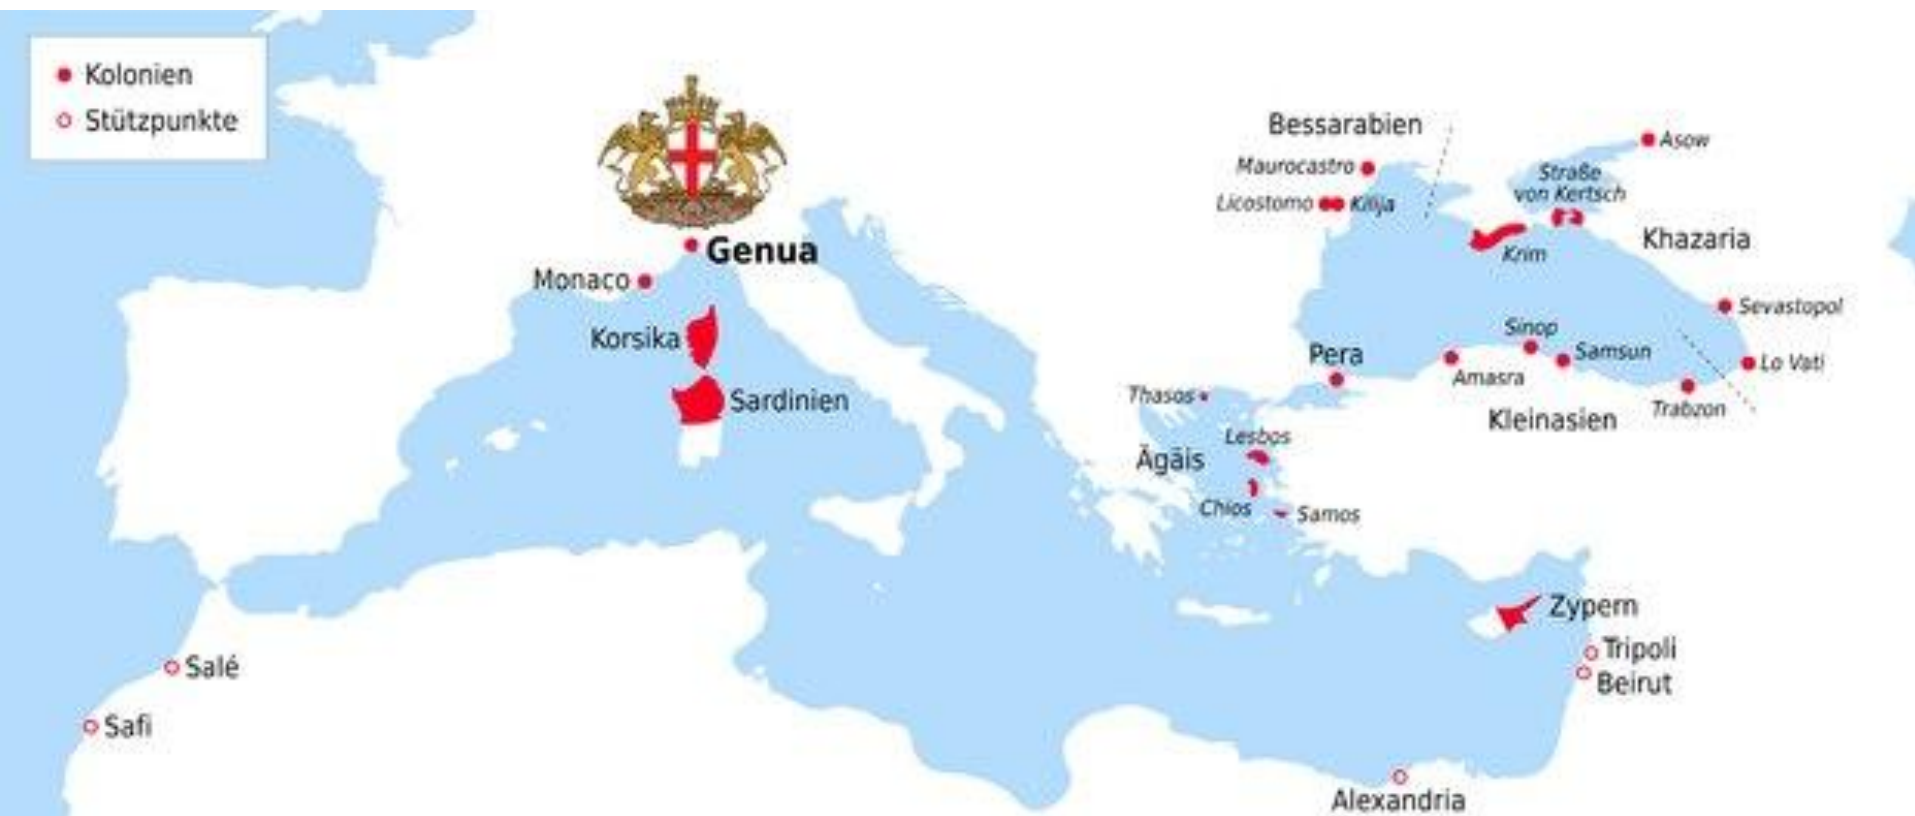 Kolonien
Stützpunkte
Bessarabien
Asow
Maurocastro
Straße
von Kertsch
Licostomo
Kilija
Khazaria
Genua
Krim
Monaco
Sevastopol
Korsika
Sinop
Samsun
Pera
Lo Vati
Amasra
Thasos
Sardinien
Trabzon
Kleinasien
Lesbos
Ägäis
Chios
Samos
Zypern
Tripoli
Salé
Beirut
Safi
Alexandria